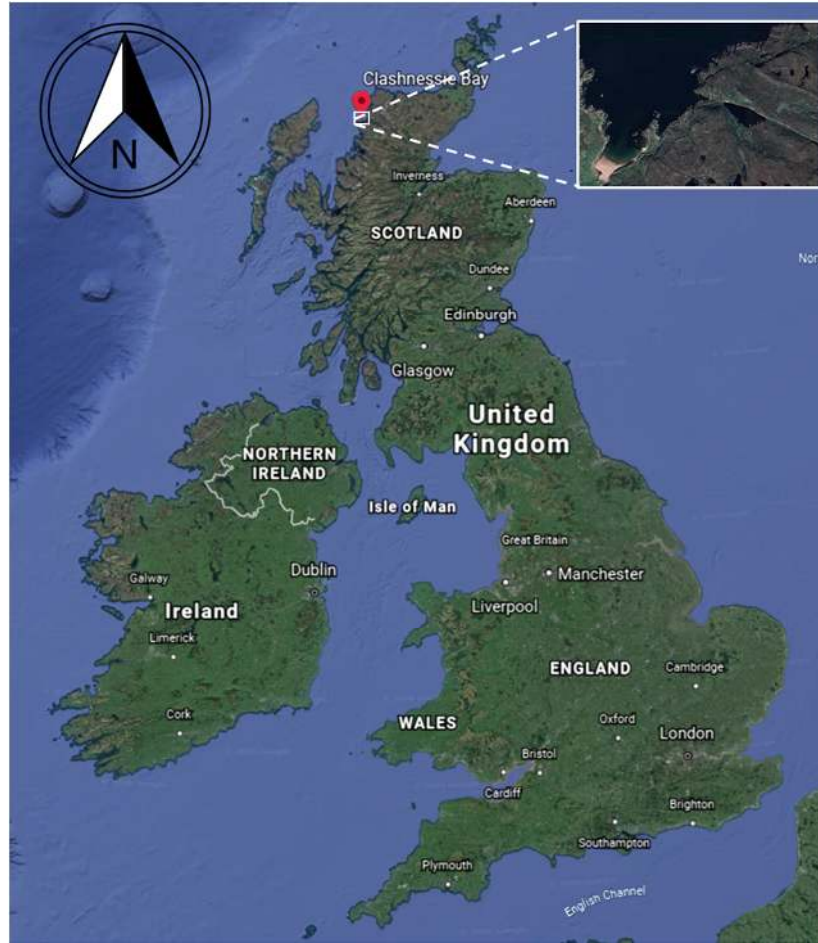 Clashnessie Bay
N
Inverness
Aberdeen
SCOTLAND
Dundee
Edinburgh
Glasgow
United
Kingdom
NORTHERN
IRELAND
Isle of Man
Great Britain
Dublin
Manchester
Galway
Liverpool
Ireland
Limerick
ENGLAND
Cambridge
Cork
WALES
Oxford
London
Bristol
Cardiff
Brighton
Southampton
Plymouth
English Channel
Nor